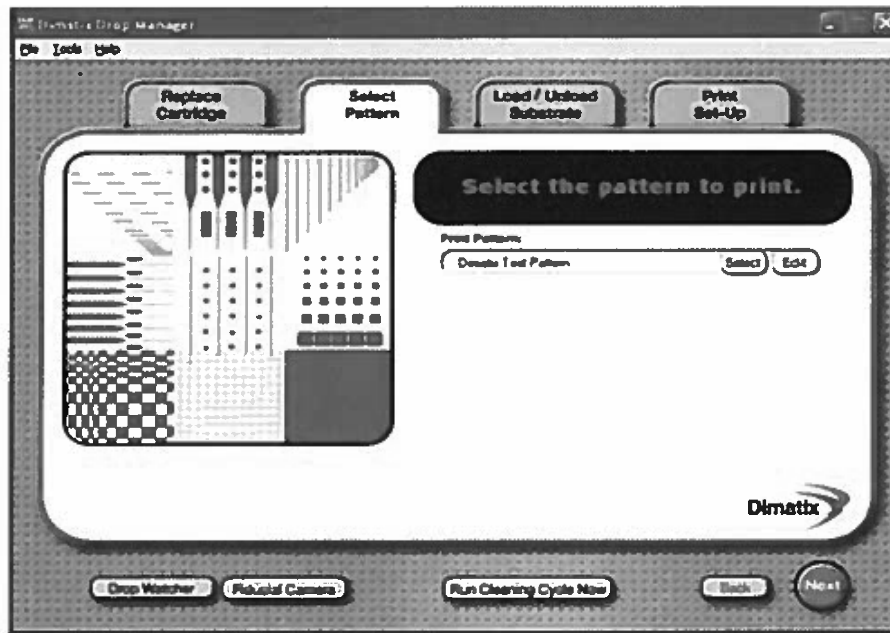 Dimatix Drop Manager
File Tools Help
Replace Cartridge
Select Pattern
Load / Unload Substrate
Print Set-Up
Select the pattern to print.
Print Pattern:
Dimatix Test Pattern
Select
Edit
Dimatix
Drop Watcher
Fiducial Camera
Run Cleaning Cycle Now
Back
Next